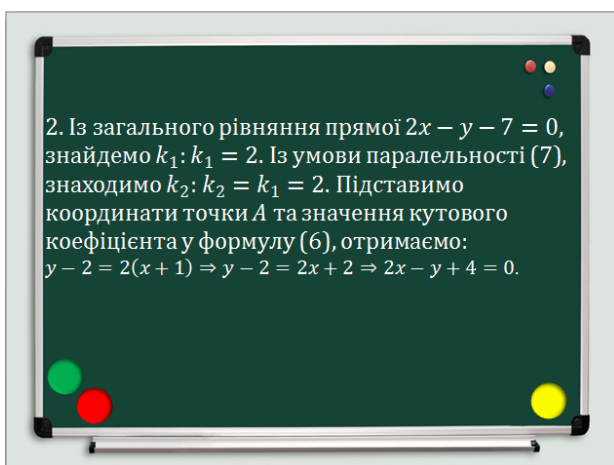 2. Із загального рівняння прямої 2x − y − 7 = 0,
знайдемо k₁: k₁ = 2. Із умови паралельності (7),
знаходимо k₂: k₂ = k₁ = 2. Підставимо
координати точки A та значення кутового
коефіцієнта у формулу (6), отримаємо:
y − 2 = 2(x + 1) ⇒ y − 2 = 2x + 2 ⇒ 2x − y + 4 = 0.